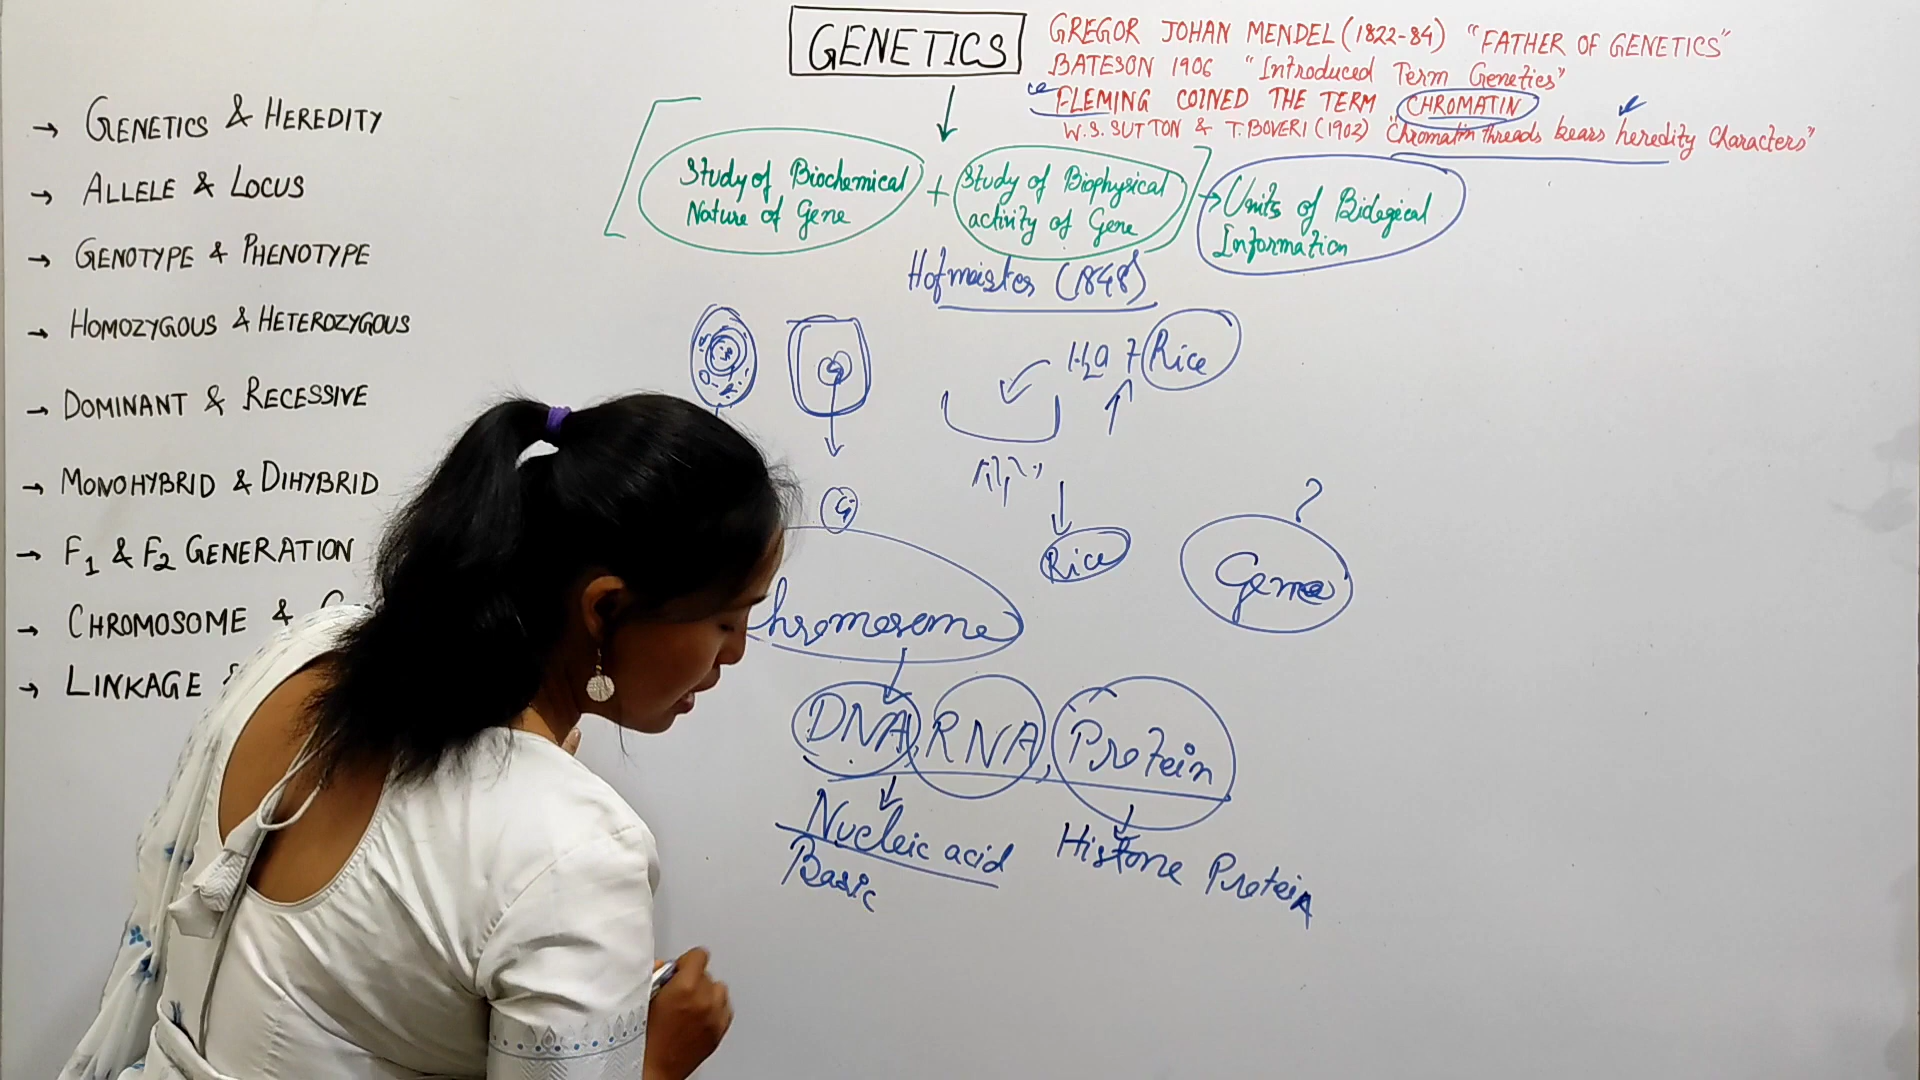 GENETICS
GREGOR JOHAN MENDEL (1822-84) "FATHER OF GENETICS"
BATESON 1906 "Introduced Term Genetics"
FLEMING COINED THE TERM CHROMATIN
W.S. SUTTON & T. BOVERI (1902) "Chromatin threads bears heredity characters"
→ GENETICS & HEREDITY
→ ALLELE & LOCUS
→ GENOTYPE & PHENOTYPE
→ HOMOZYGOUS & HETEROZYGOUS
→ DOMINANT & RECESSIVE
→ MONOHYBRID & DIHYBRID
→ F1 & F2 GENERATION
→ CHROMOSOME &
→ LINKAGE
Study of Biochemical
Nature of Gene
+
Study of Biophysical
activity of Gene
→ Units of Biological
Information
Hofmeister (1848)
Rice
Rice
?
Gene
hromosome
DNA, RNA, Protein
Nucleic acid
Basic
Histone Protein